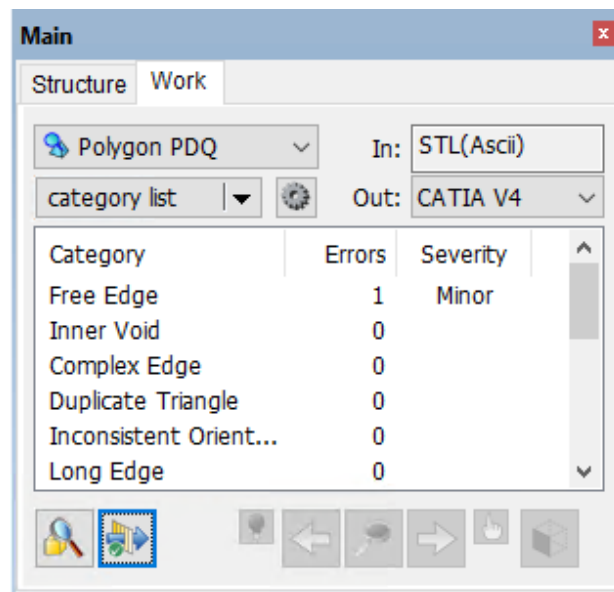 Main
x
Structure Work
Polygon PDQ In: STL(Ascii)
category list Out: CATIA V4
Category Errors Severity
Free Edge 1 Minor
Inner Void 0
Complex Edge 0
Duplicate Triangle 0
Inconsistent Orient... 0
Long Edge 0